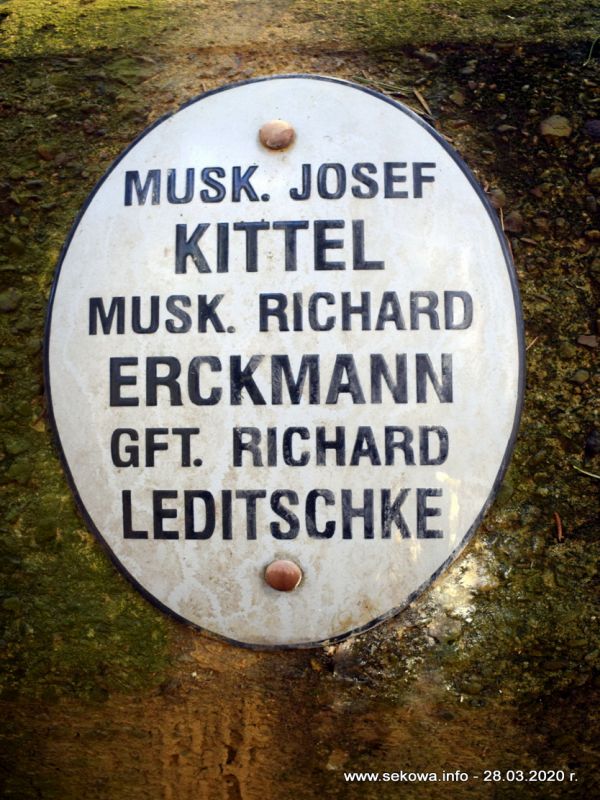 MUSK. JOSEF
KITTEL
MUSK. RICHARD
ERCKMANN
GFT. RICHARD
LEDITSCHKE
www.sekowa.info - 28.03.2020 r.